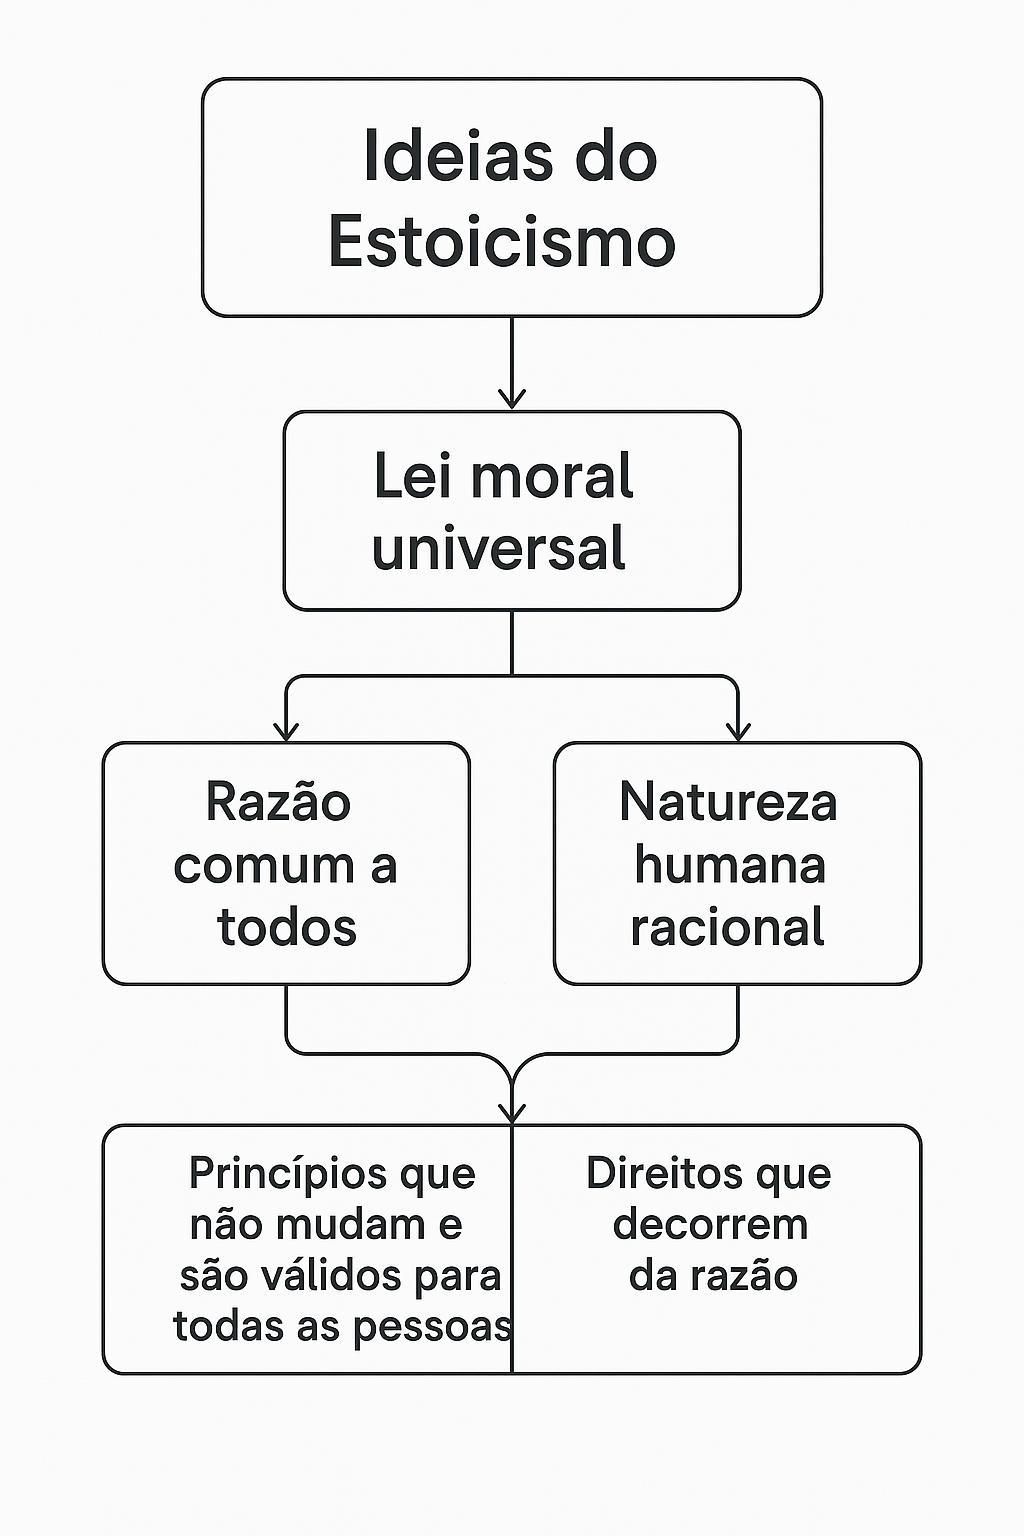 Ideias do
Estoicismo
Lei moral
universal
Razão
comum a
todos
Natureza
humana
racional
Princípios que
não mudam e
são válidos para
todas as pessoas
Direitos que
decorrem
da razão